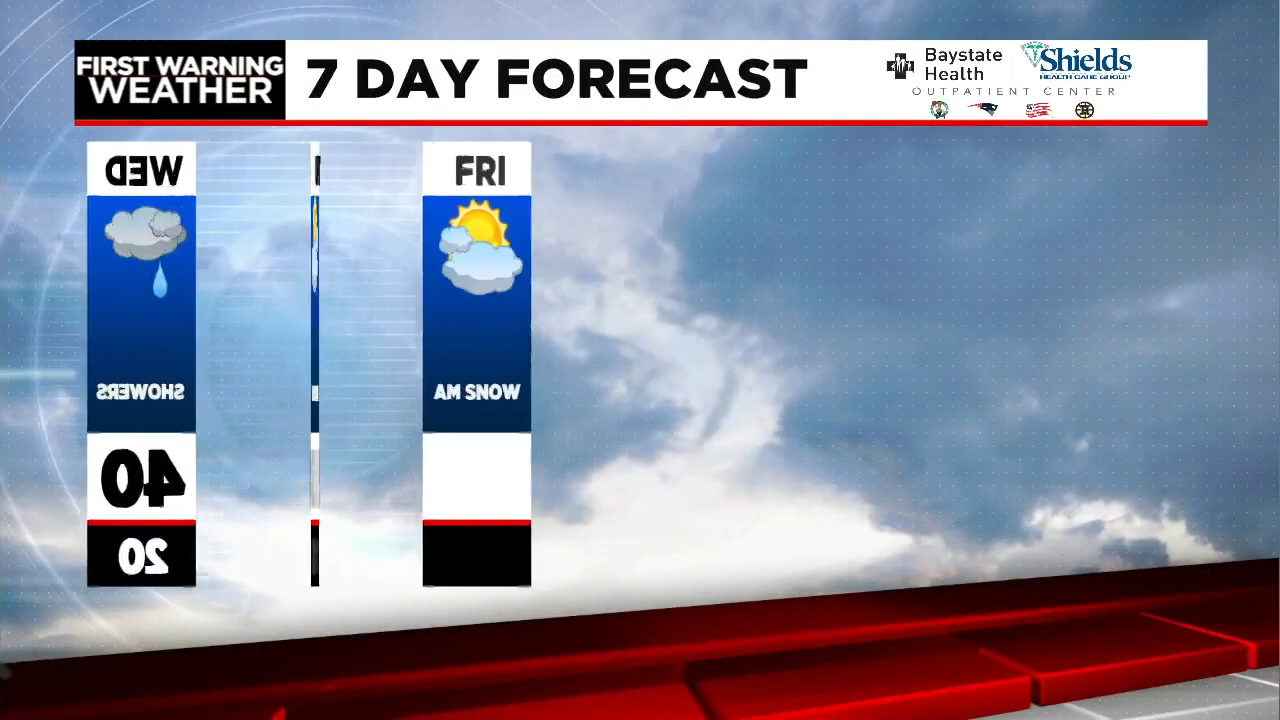 FIRST WARNING
WEATHER
7 DAY FORECAST
Baystate
Health
Shields
HEALTH CARE GROUP
OUTPATIENT CENTER
WED
FRI
SHOWERS
AM SNOW
40
20